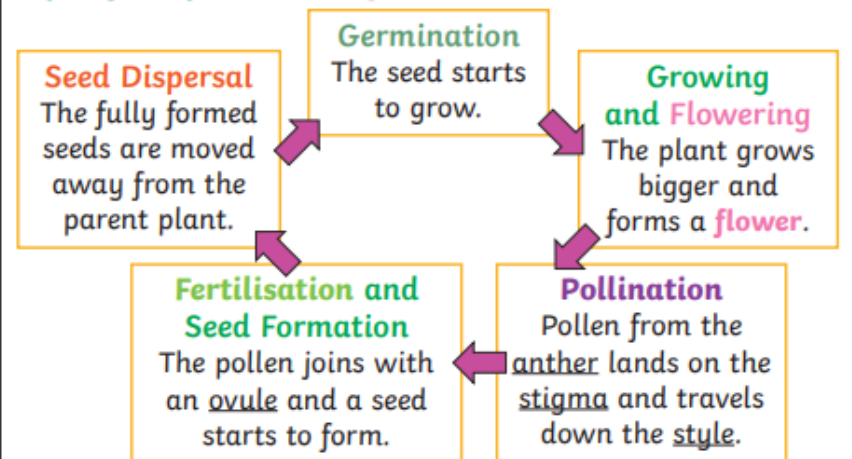 Germination
The seed starts
to grow.
Growing
and Flowering
The plant grows
bigger and
forms a flower.
Pollination
Pollen from the
anther lands on the
stigma and travels
down the style.
Fertilisation and
Seed Formation
The pollen joins with
an ovule and a seed
starts to form.
Seed Dispersal
The fully formed
seeds are moved
away from the
parent plant.